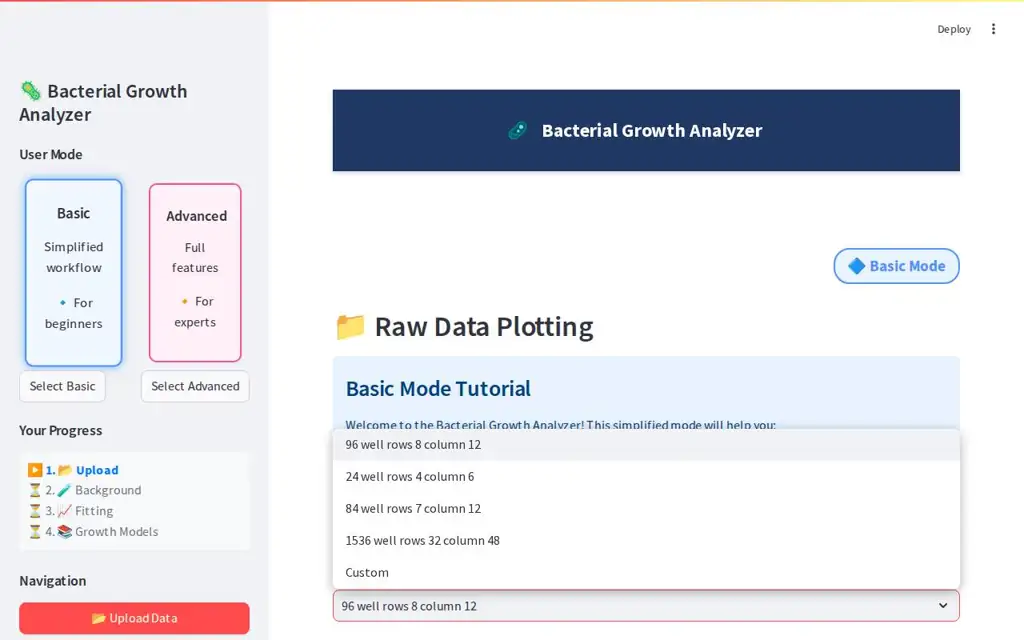 Deploy
Bacterial Growth
Analyzer
User Mode
Basic
Simplified
workflow
For
beginners
Advanced
Full
features
For
experts
Select Basic
Select Advanced
Your Progress
1. Upload
2. Background
3. Fitting
4. Growth Models
Navigation
Upload Data
Bacterial Growth Analyzer
Basic Mode
Raw Data Plotting
Basic Mode Tutorial
Welcome to the Bacterial Growth Analyzer! This simplified mode will help you:
96 well rows 8 column 12
24 well rows 4 column 6
84 well rows 7 column 12
1536 well rows 32 column 48
Custom
96 well rows 8 column 12